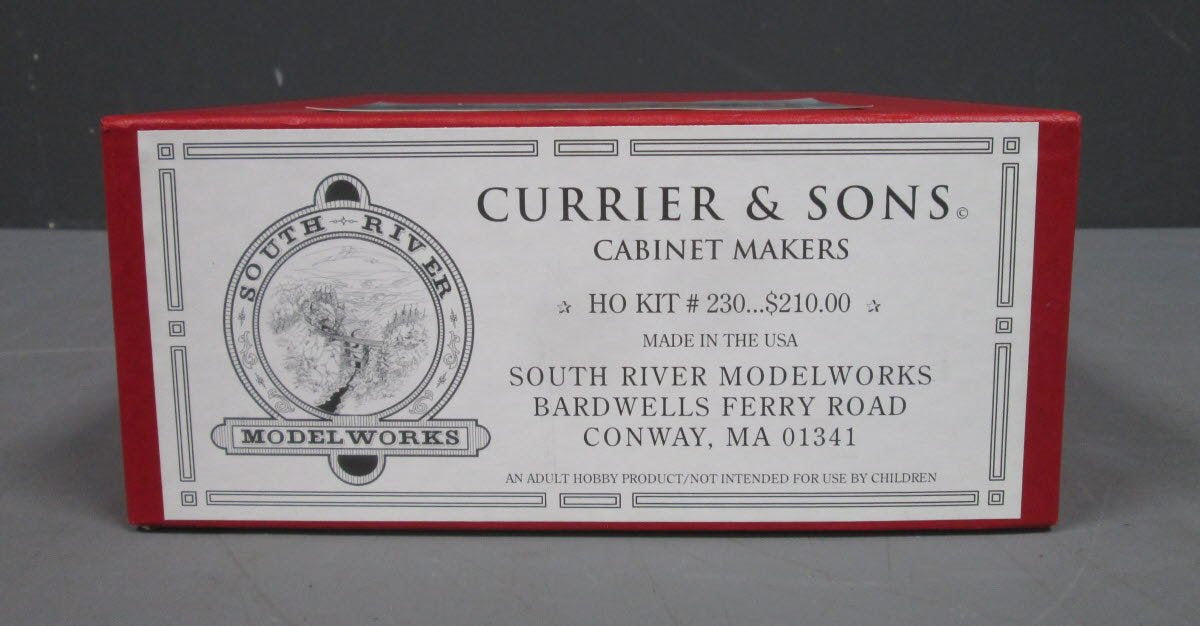 SOUTH RIVER
MODELWORKS
CURRIER & SONS©
CABINET MAKERS
☆ HO KIT # 230...$210.00 ☆
MADE IN THE USA
SOUTH RIVER MODELWORKS
BARDWELLS FERRY ROAD
CONWAY, MA 01341
AN ADULT HOBBY PRODUCT/NOT INTENDED FOR USE BY CHILDREN